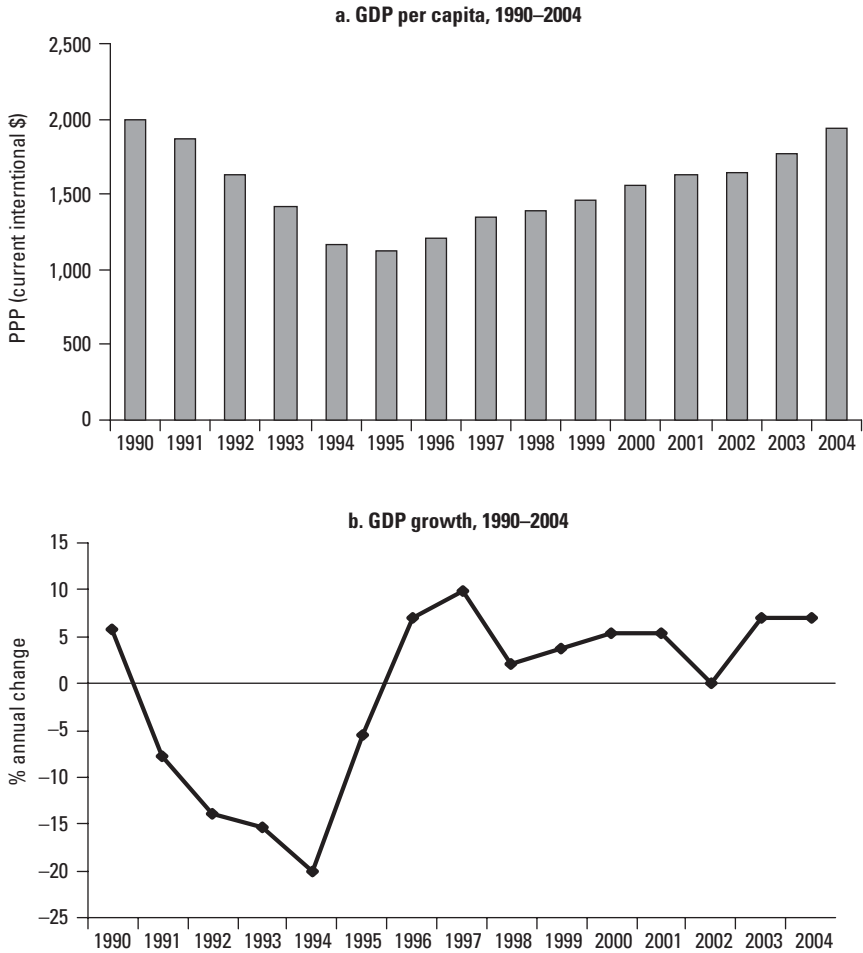 a. GDP per capita, 1990–2004
PPP (current interntional $)
2,500
2,000
1,500
1,000
500
0
1990 1991 1992 1993 1994 1995 1996 1997 1998 1999 2000 2001 2002 2003 2004
b. GDP growth, 1990–2004
% annual change
15
10
5
0
–5
–10
–15
–20
–25
1990 1991 1992 1993 1994 1995 1996 1997 1998 1999 2000 2001 2002 2003 2004